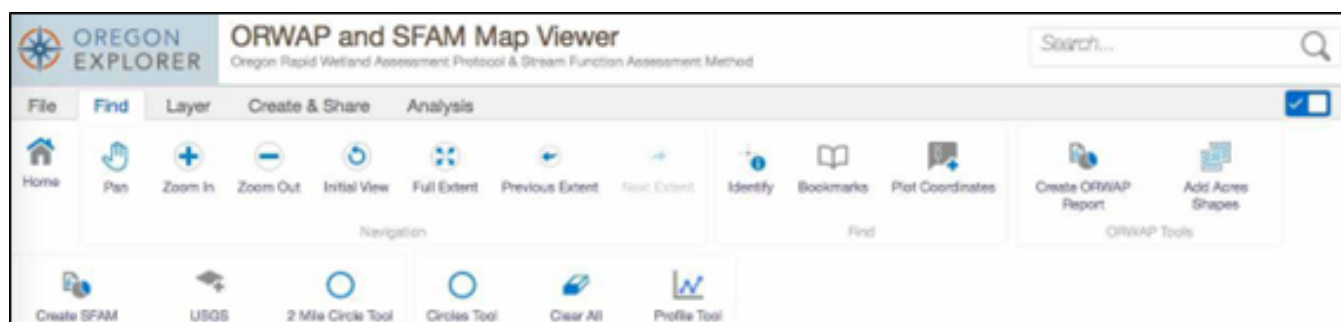 OREGON
EXPLORER
ORWAP and SFAM Map Viewer
Oregon Rapid Wetland Assessment Protocol & Stream Function Assessment Method
Search...
File Find Layer Create & Share Analysis
Home Pan Zoom In Zoom Out Initial View Full Extent Previous Extent Next Extent Identify Bookmarks Plot Coordinates Create ORWAP Report Add Acres Shapes
Navigation Find ORWAP Tools
Create SFAM USGS 2 Mile Circle Tool Circles Tool Clear All Profile Tool